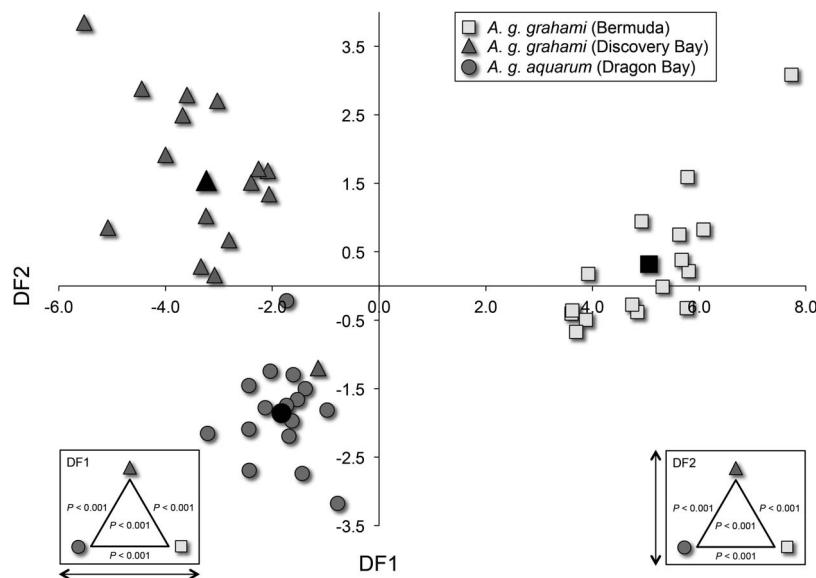 3.5
A. g. grahami (Bermuda)
A. g. grahami (Discovery Bay)
A. g. aquarum (Dragon Bay)
2.5
1.5
0.5
DF2
-6.0 -4.0 -2.0 0.0 2.0 4.0 6.0 8.0
-0.5
-1.5
-2.5
-3.5
DF1
DF1
P < 0.001 P < 0.001
P < 0.001
P < 0.001
DF2
P < 0.001 P < 0.001
P < 0.001
P < 0.001